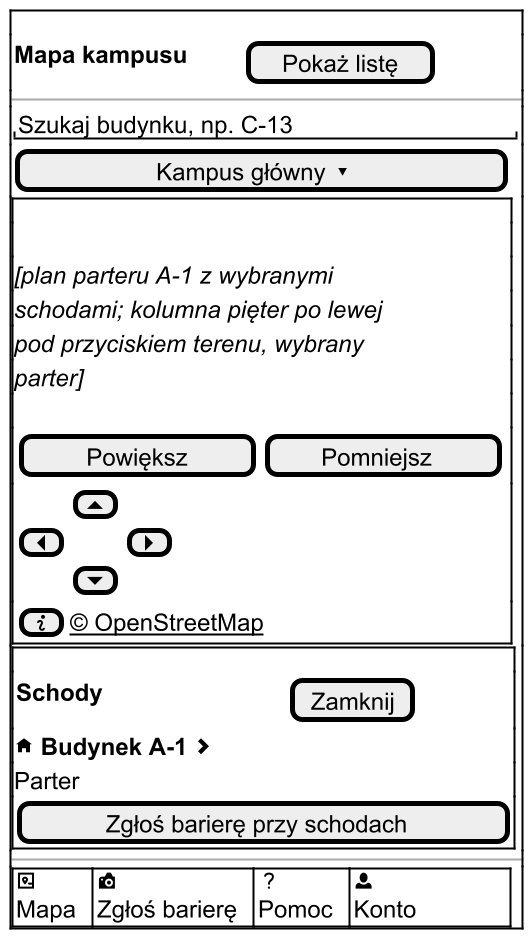 Mapa kampusu
Pokaż listę
Szukaj budynku, np. C-13
Kampus główny ▼
[plan parteru A-1 z wybranymi
schodami; kolumna pięter po lewej
pod przyciskiem terenu, wybrany
parter]
Powiększ
Pomniejsz
i © OpenStreetMap
Schody
Zamknij
Budynek A-1 >
Parter
Zgłoś barierę przy schodach
?
Mapa Zgłoś barierę Pomoc Konto